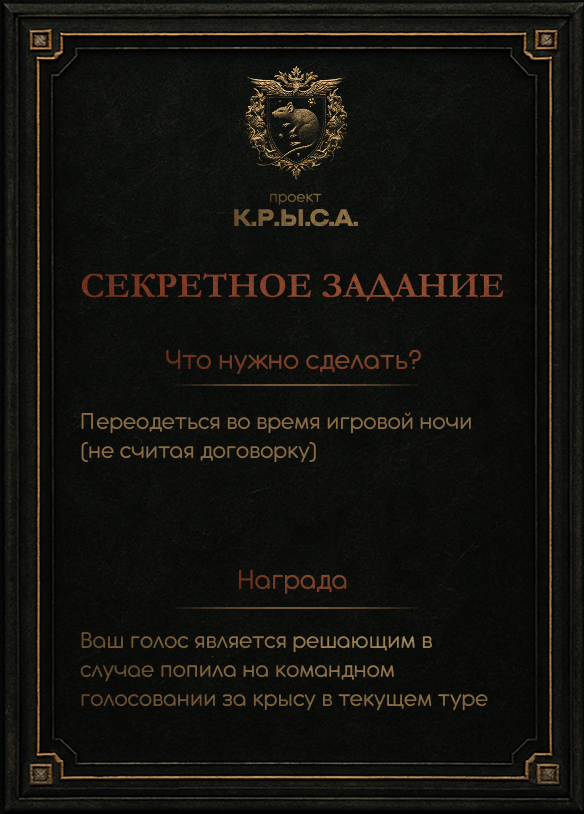 проект
К.Р.Ы.С.А.
СЕКРЕТНОЕ ЗАДАНИЕ
Что нужно сделать?
Переодеться во время игровой ночи
(не считая договорку)
Награда
Ваш голос является решающим в
случае попила на командном
голосовании за крысу в текущем туре